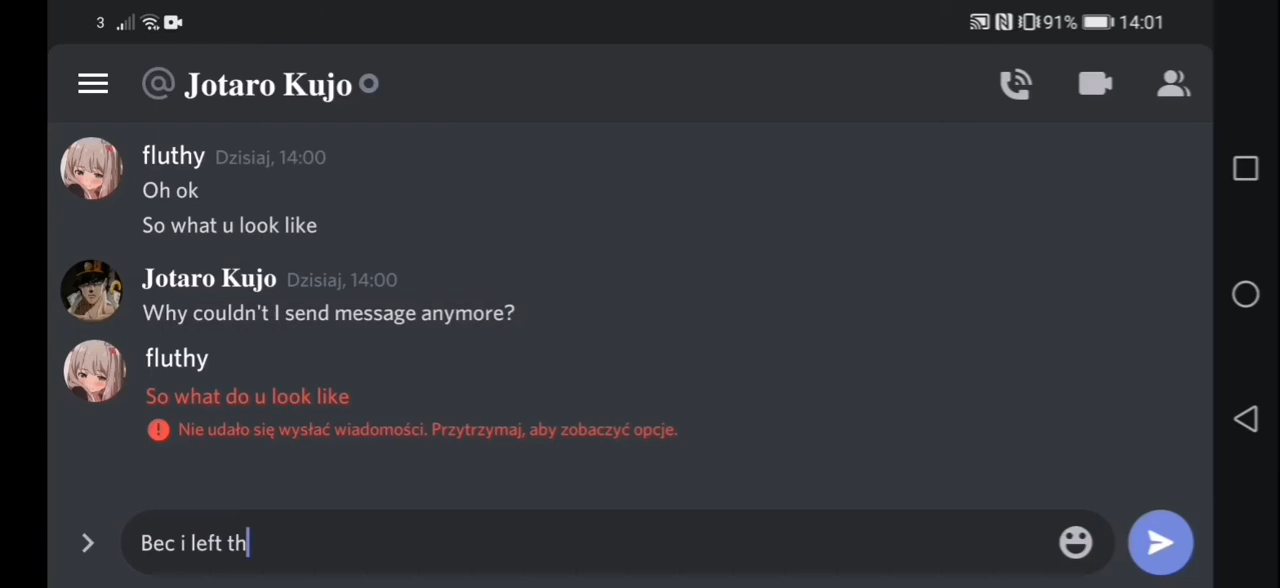 3 91% 14:01
@ Jotaro Kujo
fluthy Dzisiaj, 14:00
Oh ok
So what u look like
Jotaro Kujo Dzisiaj, 14:00
Why couldn't I send message anymore?
fluthy
So what do u look like
Nie udało się wysłać wiadomości. Przytrzymaj, aby zobaczyć opcje.
Bec i left th